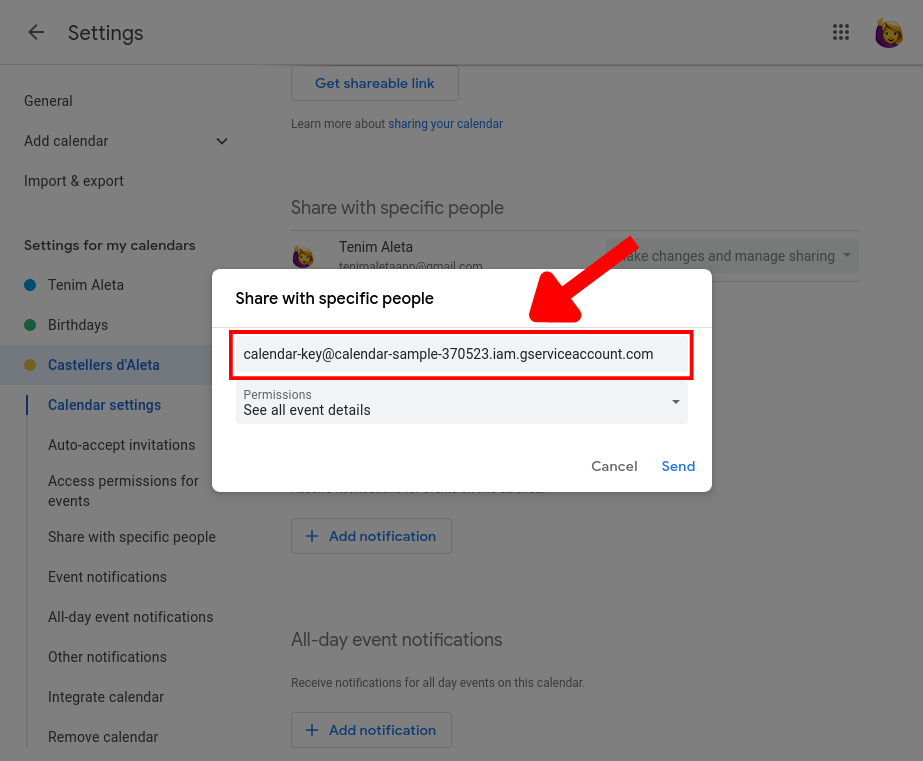 Settings
General
Add calendar
Import & export
Settings for my calendars
Tenim Aleta
Birthdays
Castellers d'Aleta
Calendar settings
Auto-accept invitations
Access permissions for
events
Share with specific people
Event notifications
All-day event notifications
Other notifications
Integrate calendar
Remove calendar
Get shareable link
Learn more about sharing your calendar
Share with specific people
Tenim Aleta
tenimaletaapp@gmail.com
ake changes and manage sharing
Share with specific people
calendar-key@calendar-sample-370523.iam.gserviceaccount.com
Permissions
See all event details
Cancel
Send
Add notification
All-day event notifications
Receive notifications for all day events on this calendar.
Add notification